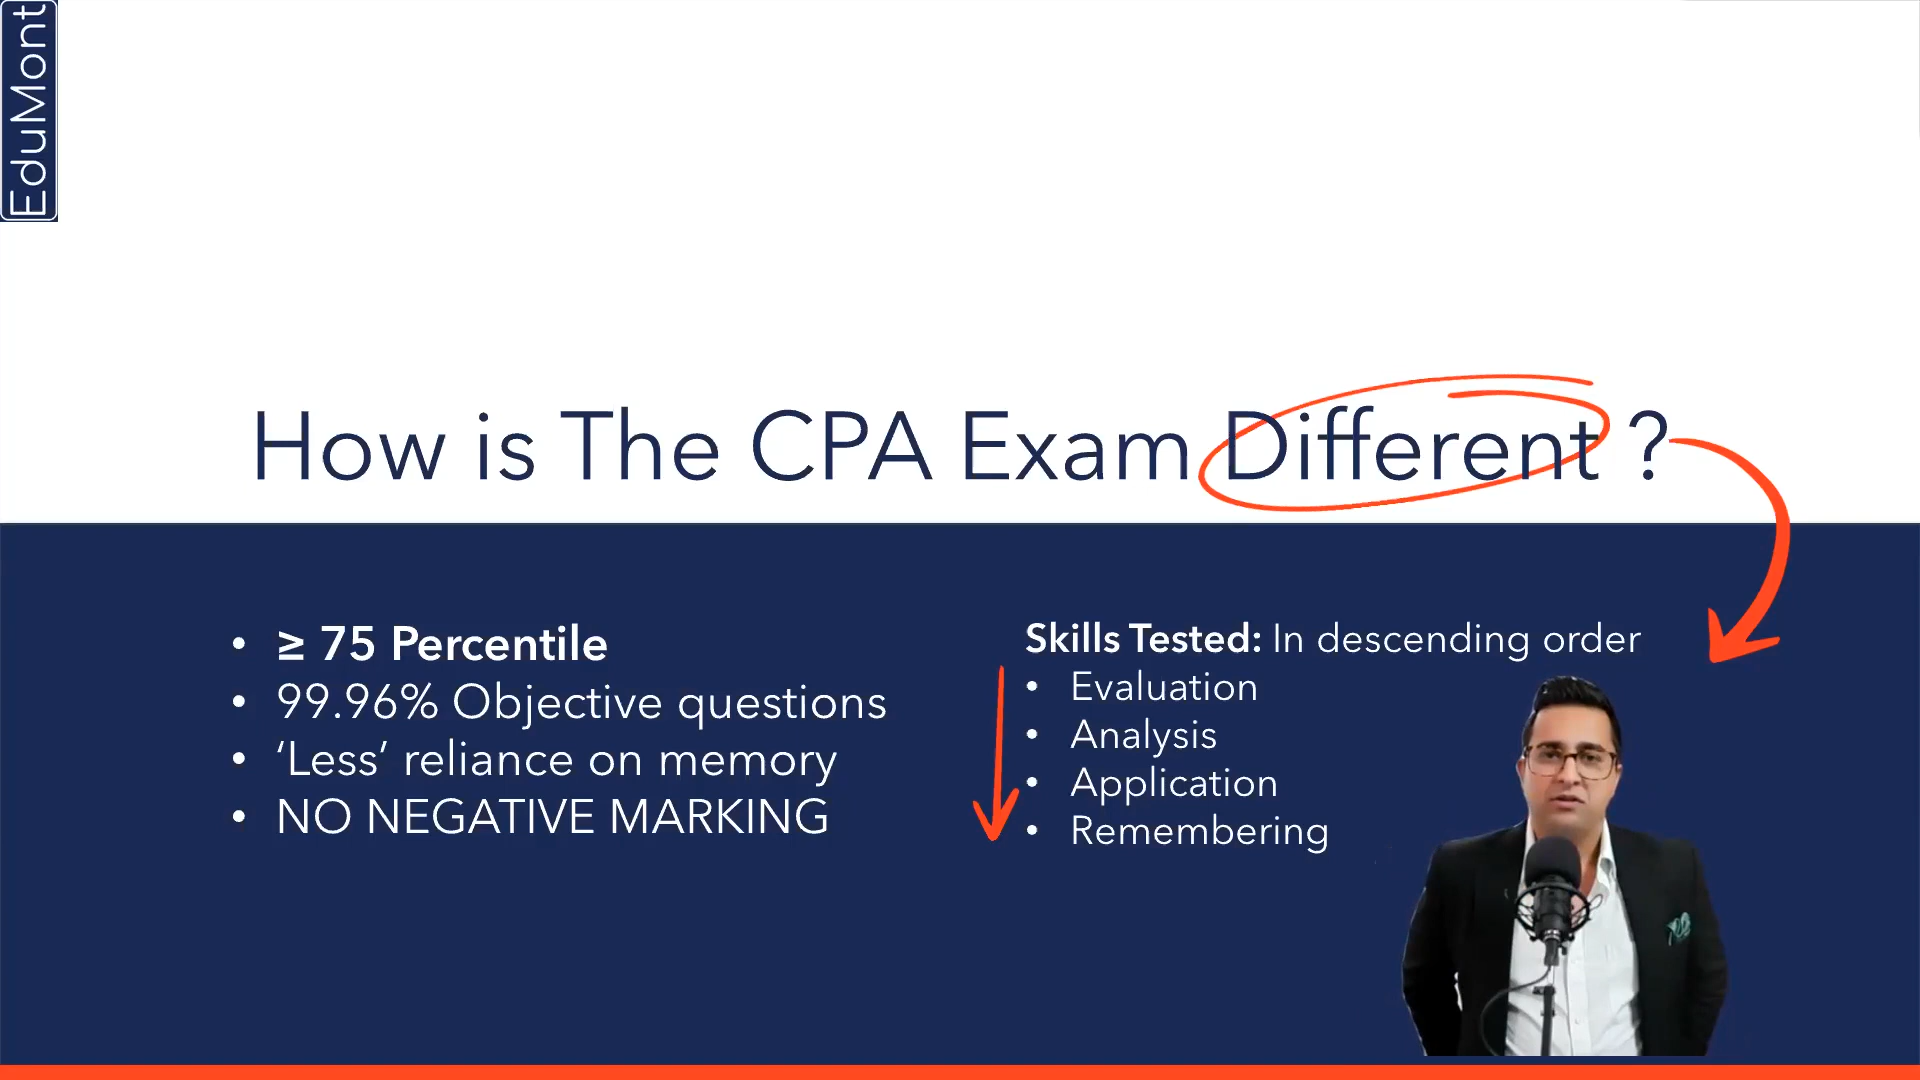 EduMont
How is The CPA Exam Different ?
• ≥ 75 Percentile
• 99.96% Objective questions
• ‘Less’ reliance on memory
• NO NEGATIVE MARKING
Skills Tested: In descending order
• Evaluation
• Analysis
• Application
• Remembering